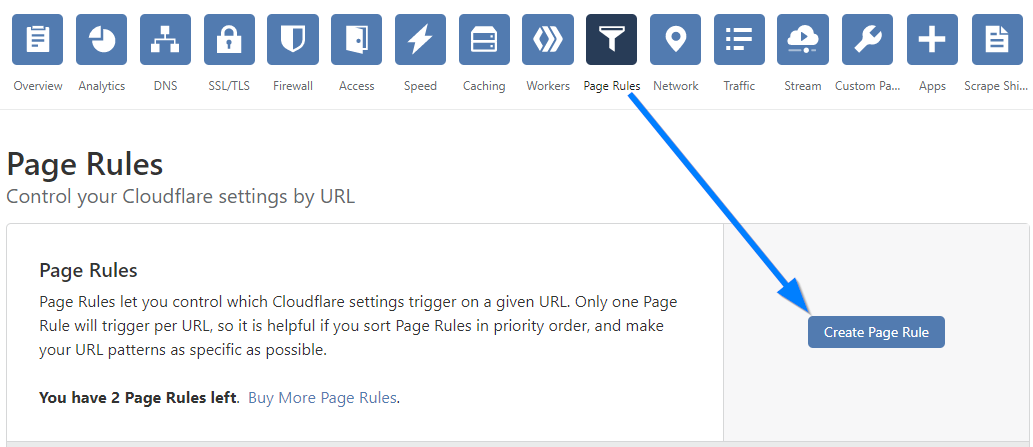 Overview Analytics DNS SSL/TLS Firewall Access Speed Caching Workers Page Rules Network Traffic Stream Custom Pa... Apps Scrape Shi...
Page Rules
Control your Cloudflare settings by URL
Page Rules
Page Rules let you control which Cloudflare settings trigger on a given URL. Only one Page
Rule will trigger per URL, so it is helpful if you sort Page Rules in priority order, and make
your URL patterns as specific as possible.
Create Page Rule
You have 2 Page Rules left. Buy More Page Rules.